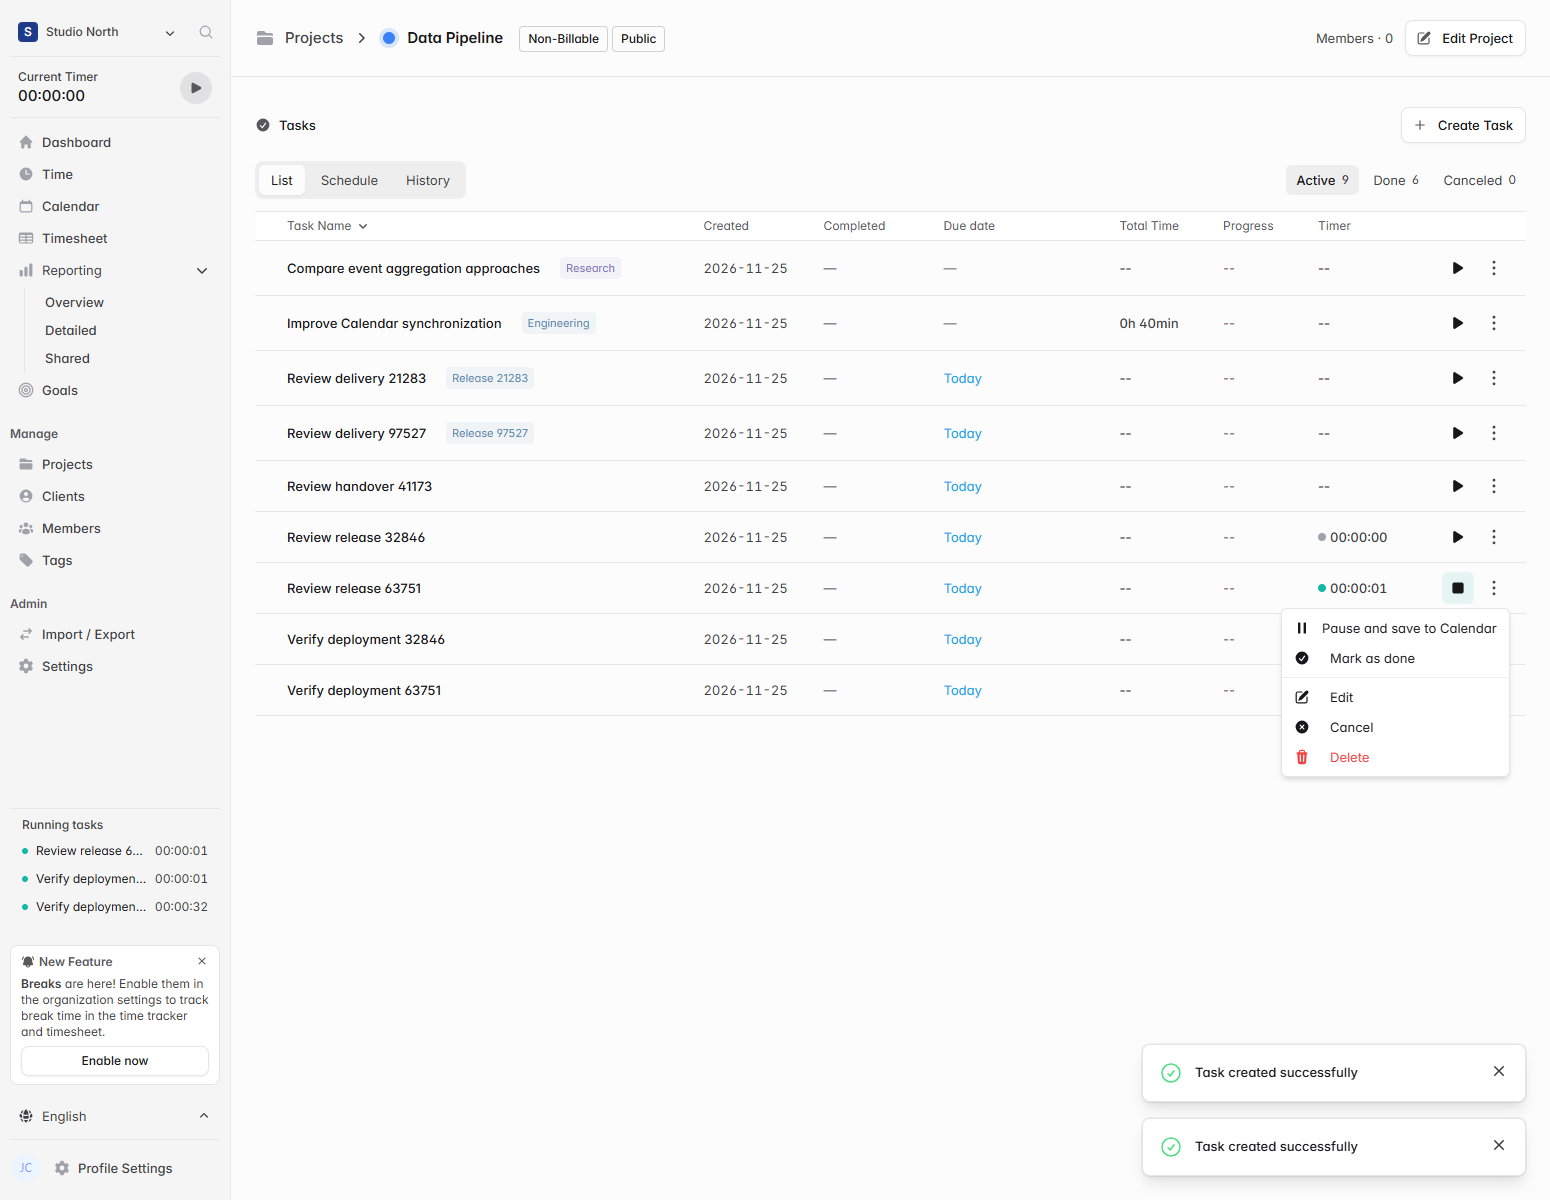 S Studio North
Current Timer
00:00:00
Dashboard
Time
Calendar
Timesheet
Reporting
Overview
Detailed
Shared
Goals
Manage
Projects
Clients
Members
Tags
Admin
Import / Export
Settings
Running tasks
Review release 6... 00:00:01
Verify deploymen... 00:00:01
Verify deploymen... 00:00:32
New Feature
Breaks are here! Enable them in
the organization settings to track
break time in the time tracker
and timesheet.
Enable now
English
JC Profile Settings
Projects Data Pipeline Non-Billable Public Members · 0 Edit Project
Tasks Create Task
List Schedule History Active 9 Done 6 Canceled 0
Task Name Created Completed Due date Total Time Progress Timer
Compare event aggregation approaches Research 2026-11-25 — — -- -- --
Improve Calendar synchronization Engineering 2026-11-25 — — 0h 40min -- --
Review delivery 21283 Release 21283 2026-11-25 — Today -- -- --
Review delivery 97527 Release 97527 2026-11-25 — Today -- -- --
Review handover 41173 2026-11-25 — Today -- -- --
Review release 32846 2026-11-25 — Today -- -- 00:00:00
Review release 63751 2026-11-25 — Today -- -- 00:00:01
Verify deployment 32846 2026-11-25 — Today -- --
Verify deployment 63751 2026-11-25 — Today -- --
Pause and save to Calendar
Mark as done
Edit
Cancel
Delete
Task created successfully
Task created successfully